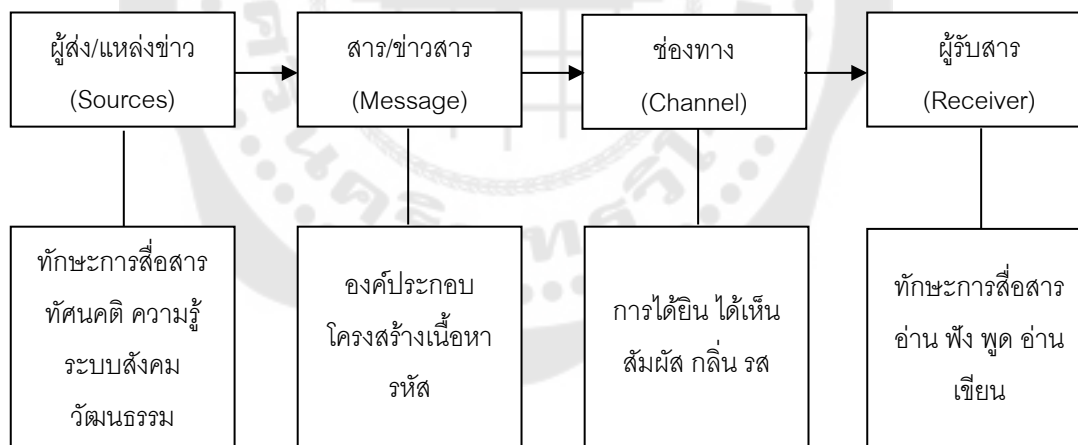 ผู้ส่ง/แหล่งข่าว
(Sources)
สาร/ข่าวสาร
(Message)
ช่องทาง
(Channel)
ผู้รับสาร
(Receiver)
ทักษะการสื่อสาร
ทัศนคติ ความรู้
ระบบสังคม
วัฒนธรรม
องค์ประกอบ
โครงสร้างเนื้อหา
รหัส
การได้ยิน ได้เห็น
สัมผัส กลิ่น รส
ทักษะการสื่อสาร
อ่าน ฟัง พูด อ่าน
เขียน